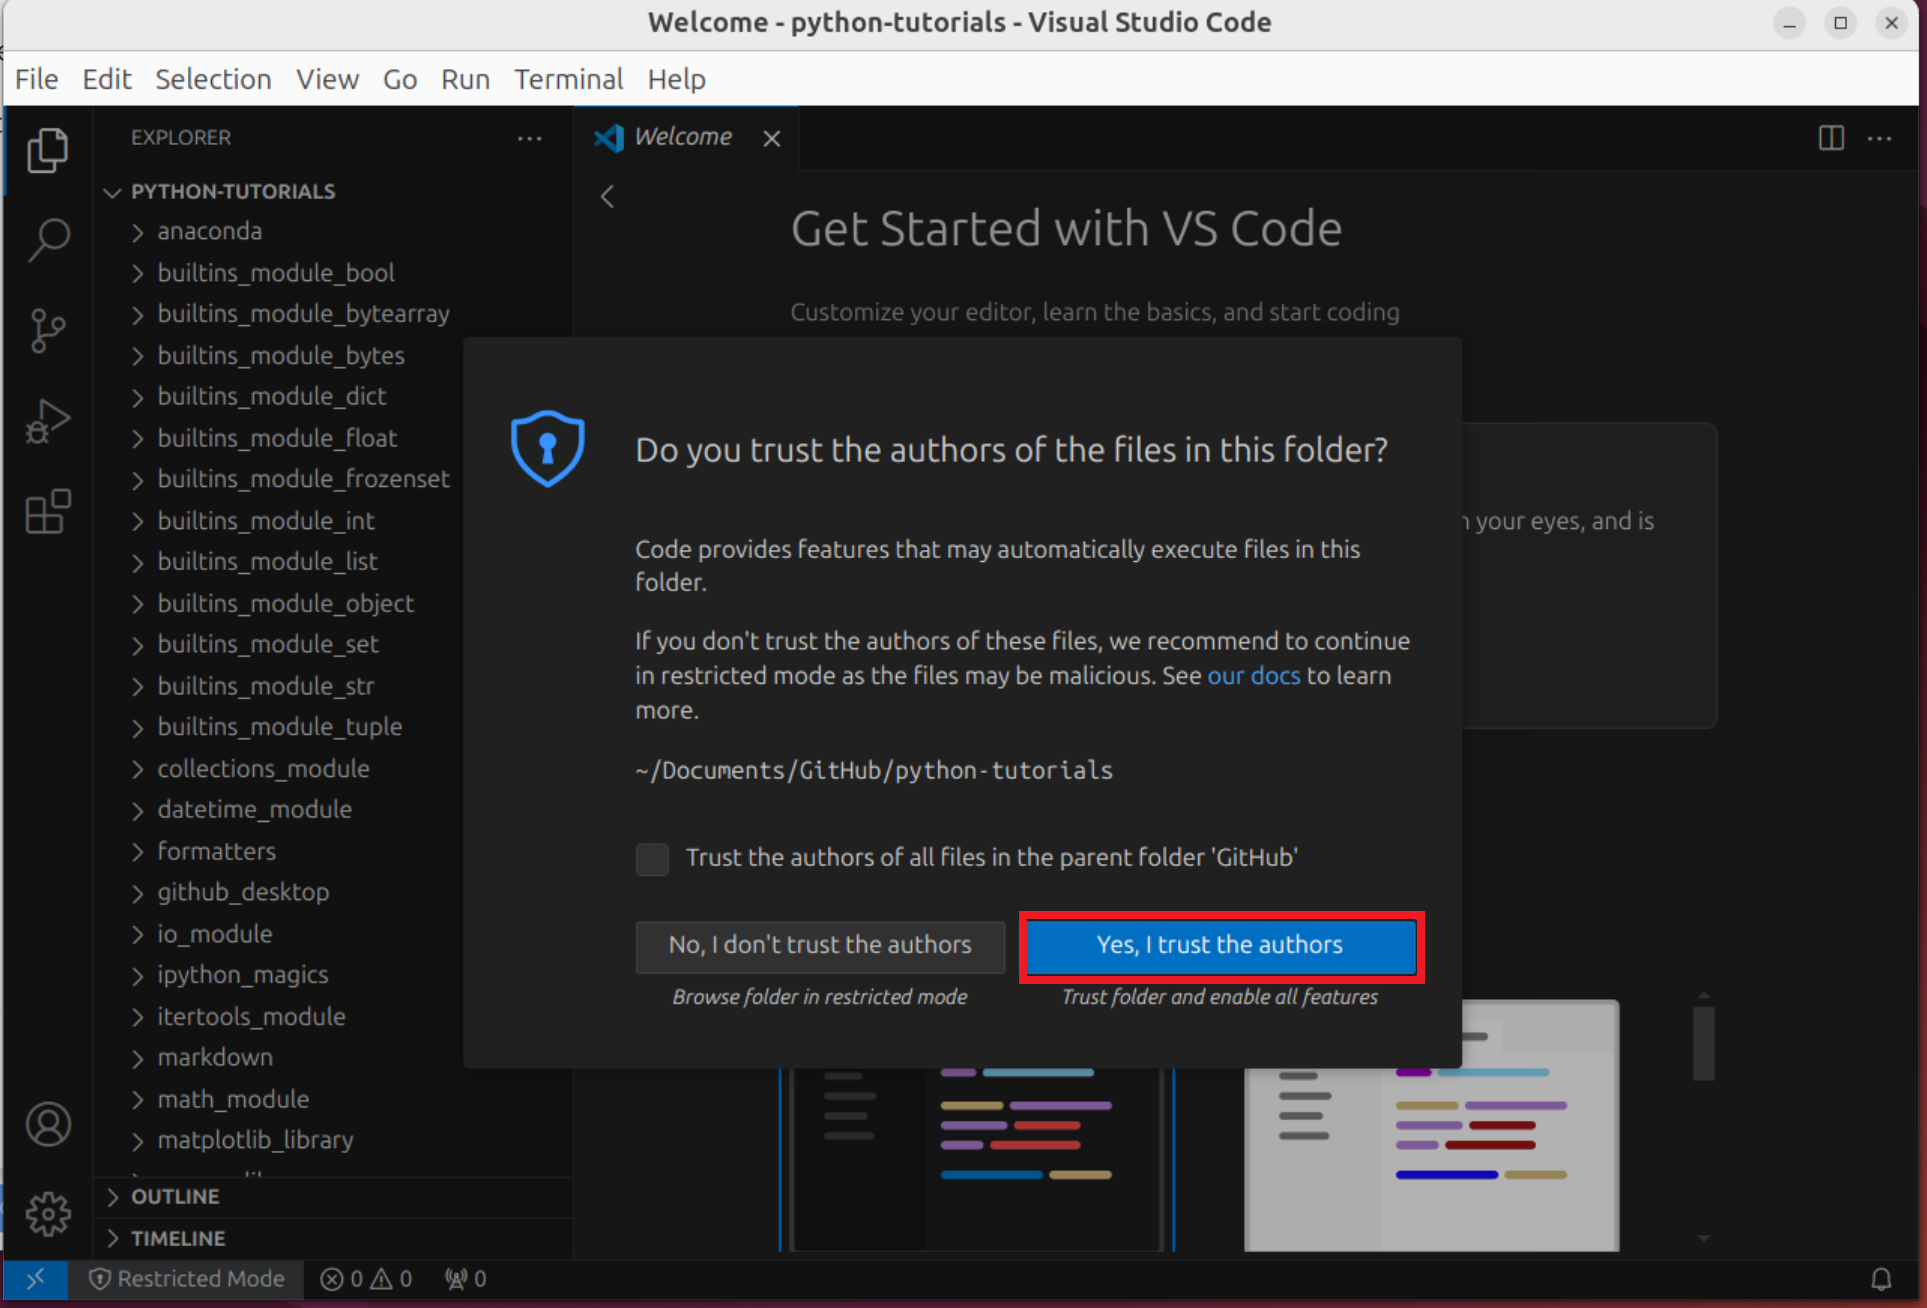 Welcome - python-tutorials - Visual Studio Code
File Edit Selection View Go Run Terminal Help
EXPLORER
Welcome
PYTHON-TUTORIALS
anaconda
builtins_module_bool
builtins_module_bytearray
builtins_module_bytes
builtins_module_dict
builtins_module_float
builtins_module_frozenset
builtins_module_int
builtins_module_list
builtins_module_object
builtins_module_set
builtins_module_str
builtins_module_tuple
collections_module
datetime_module
formatters
github_desktop
io_module
ipython_magics
itertools_module
markdown
math_module
matplotlib_library
OUTLINE
TIMELINE
Get Started with VS Code
Customize your editor, learn the basics, and start coding
your eyes, and is
Do you trust the authors of the files in this folder?
Code provides features that may automatically execute files in this
folder.
If you don't trust the authors of these files, we recommend to continue
in restricted mode as the files may be malicious. See our docs to learn
more.
~/Documents/GitHub/python-tutorials
Trust the authors of all files in the parent folder 'GitHub'
No, I don't trust the authors
Yes, I trust the authors
Browse folder in restricted mode
Trust folder and enable all features
Restricted Mode 0 0 0